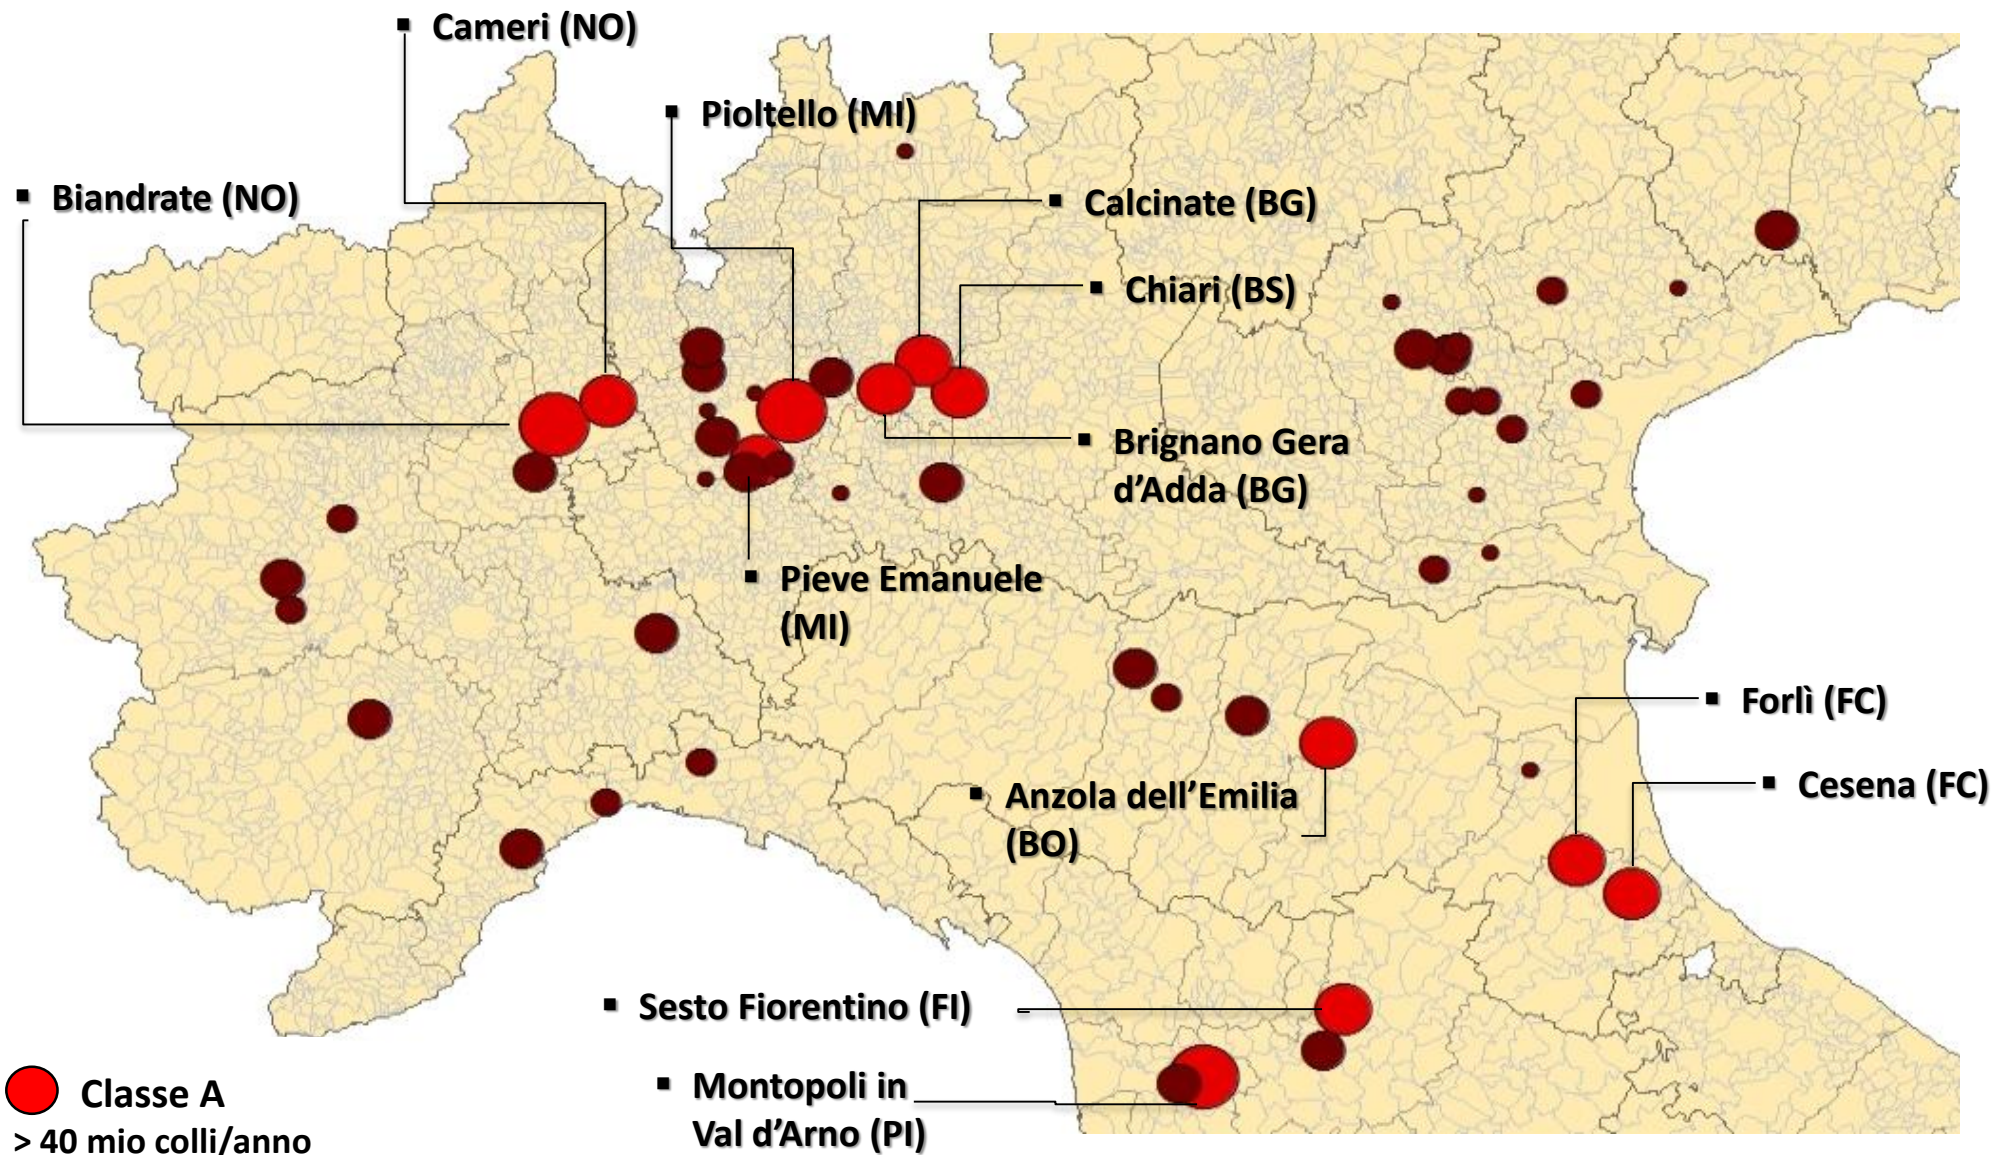 ▪ Cameri (NO)
▪ Pioltello (MI)
▪ Biandrate (NO)
▪ Calcinate (BG)
▪ Chiari (BS)
▪ Brignano Gera
d’Adda (BG)
▪ Pieve Emanuele
(MI)
▪ Forlì (FC)
▪ Cesena (FC)
▪ Anzola dell’Emilia
(BO)
▪ Sesto Fiorentino (FI)
▪ Montopoli in
Val d’Arno (PI)
Classe A
> 40 mio colli/anno